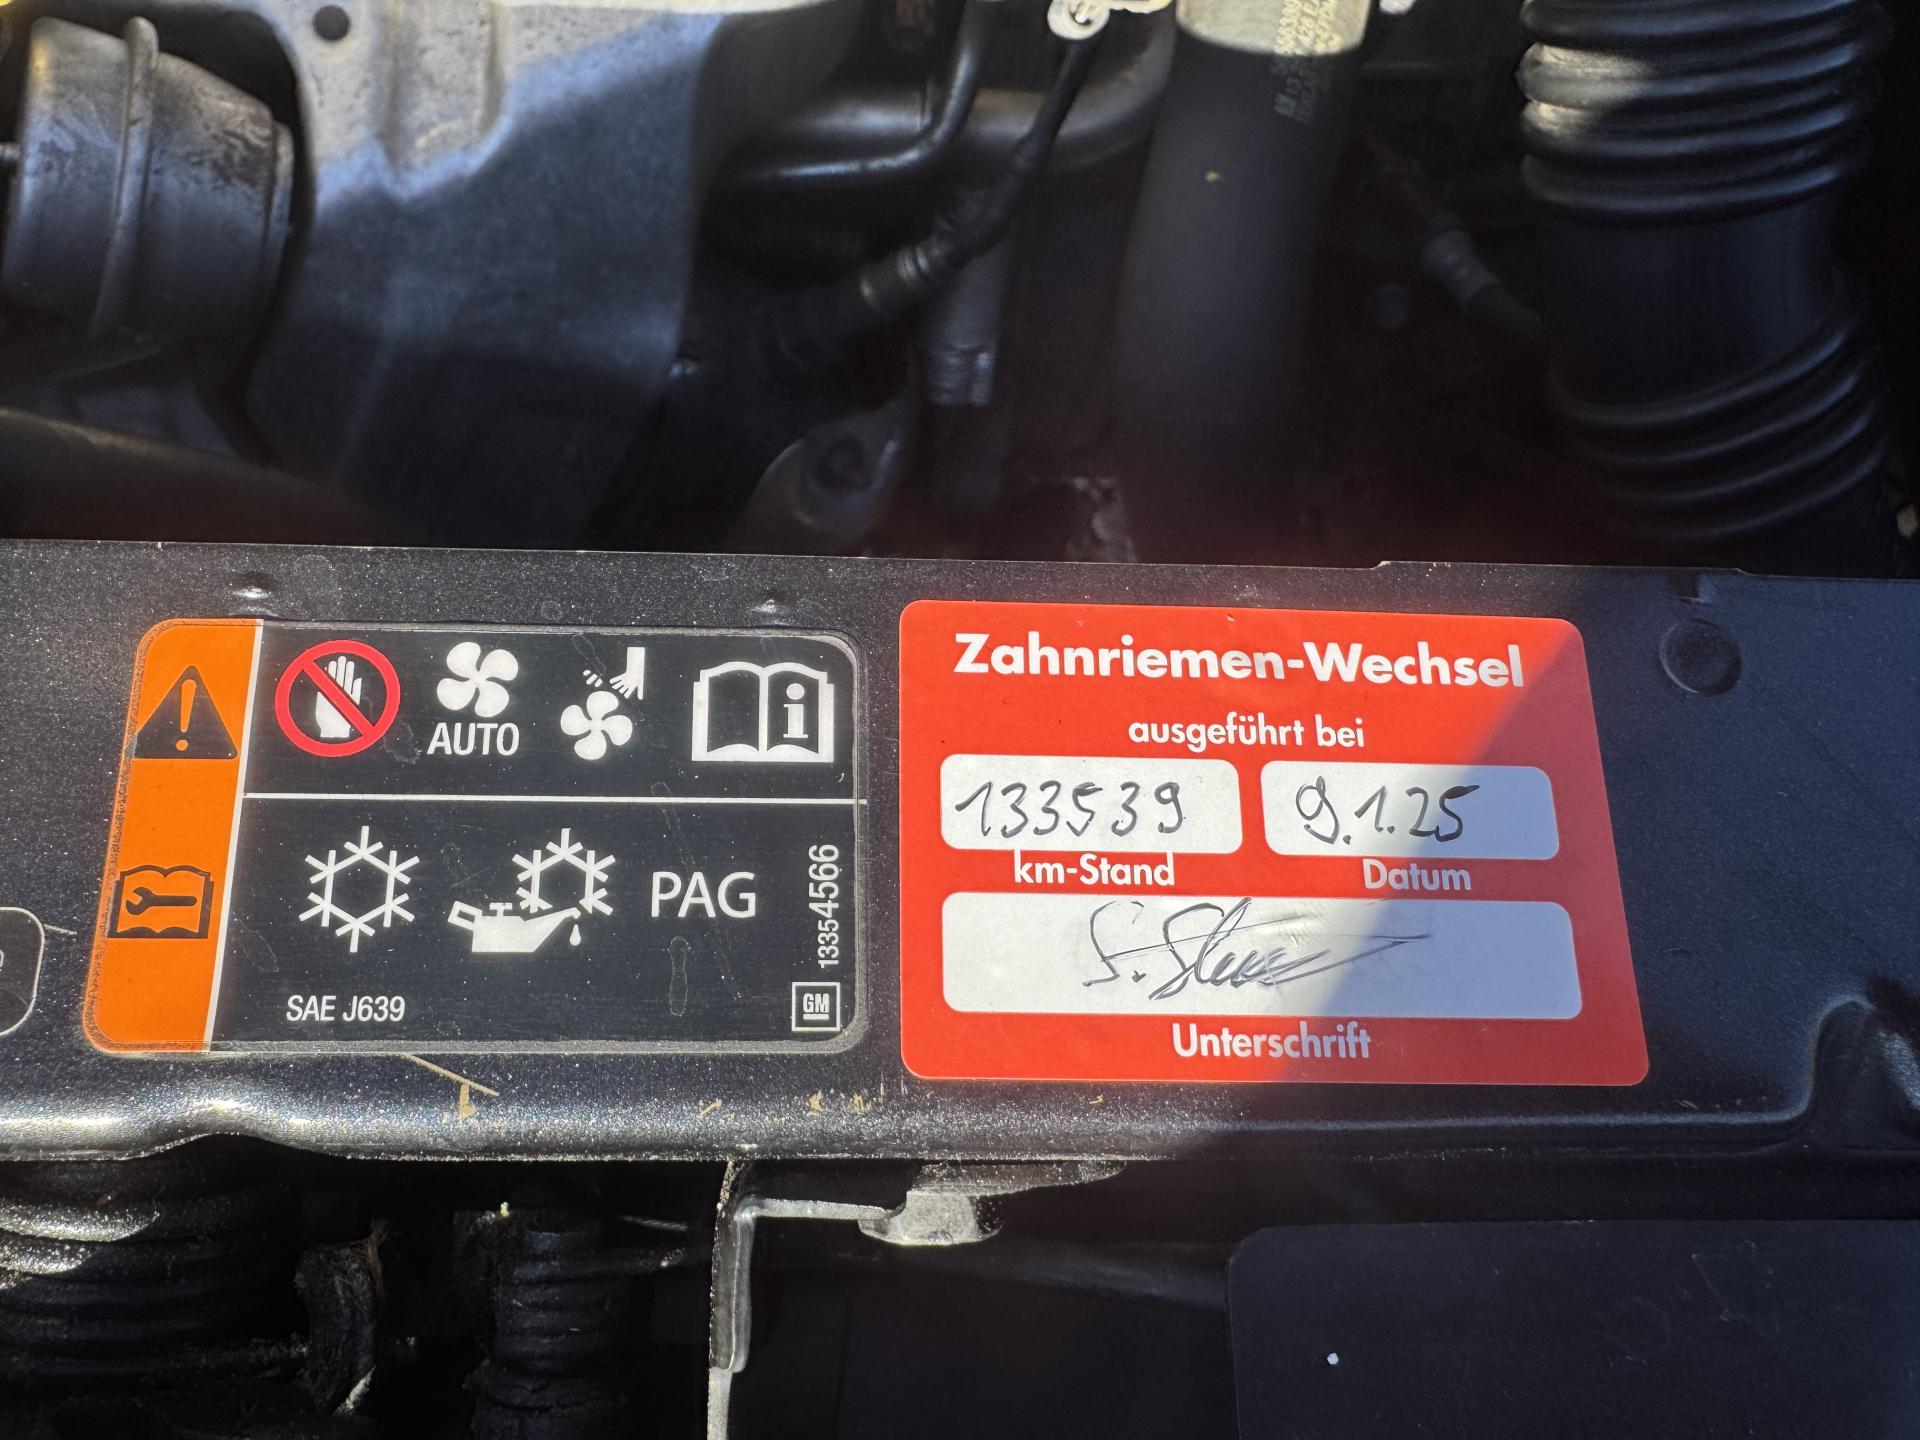 AUTO
PAG
13354566
SAE J639
GM
Zahnriemen-Wechsel
ausgeführt bei
133539
9.1.25
km-Stand
Datum
Unterschrift